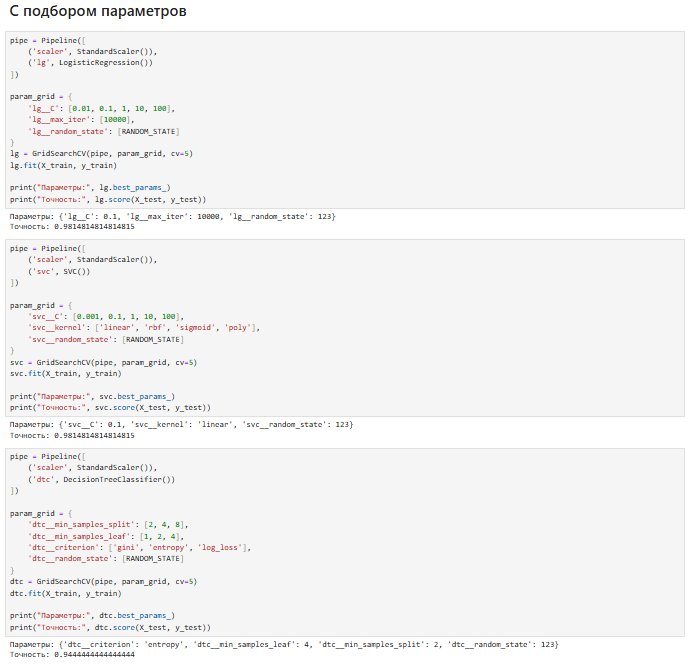 С подбором параметров
pipe = Pipeline([
    ('scaler', StandardScaler()),
    ('lg', LogisticRegression())
])

param_grid = {
    'lg__C': [0.01, 0.1, 1, 10, 100],
    'lg__max_iter': [10000],
    'lg__random_state': [RANDOM_STATE]
}
lg = GridSearchCV(pipe, param_grid, cv=5)
lg.fit(X_train, y_train)

print("Параметры:", lg.best_params_)
print("Точность:", lg.score(X_test, y_test))
Параметры: {'lg__C': 0.1, 'lg__max_iter': 10000, 'lg__random_state': 123}
Точность: 0.9814814814814815
pipe = Pipeline([
    ('scaler', StandardScaler()),
    ('svc', SVC())
])

param_grid = {
    'svc__C': [0.001, 0.1, 1, 10, 100],
    'svc__kernel': ['linear', 'rbf', 'sigmoid', 'poly'],
    'svc__random_state': [RANDOM_STATE]
}
svc = GridSearchCV(pipe, param_grid, cv=5)
svc.fit(X_train, y_train)

print("Параметры:", svc.best_params_)
print("Точность:", svc.score(X_test, y_test))
Параметры: {'svc__C': 0.1, 'svc__kernel': 'linear', 'svc__random_state': 123}
Точность: 0.9814814814814815
pipe = Pipeline([
    ('scaler', StandardScaler()),
    ('dtc', DecisionTreeClassifier())
])

param_grid = {
    'dtc__min_samples_split': [2, 4, 8],
    'dtc__min_samples_leaf': [1, 2, 4],
    'dtc__criterion': ['gini', 'entropy', 'log_loss'],
    'dtc__random_state': [RANDOM_STATE]
}
dtc = GridSearchCV(pipe, param_grid, cv=5)
dtc.fit(X_train, y_train)

print("Параметры:", dtc.best_params_)
print("Точность:", dtc.score(X_test, y_test))
Параметры: {'dtc__criterion': 'entropy', 'dtc__min_samples_leaf': 4, 'dtc__min_samples_split': 2, 'dtc__random_state': 123}
Точность: 0.9444444444444444